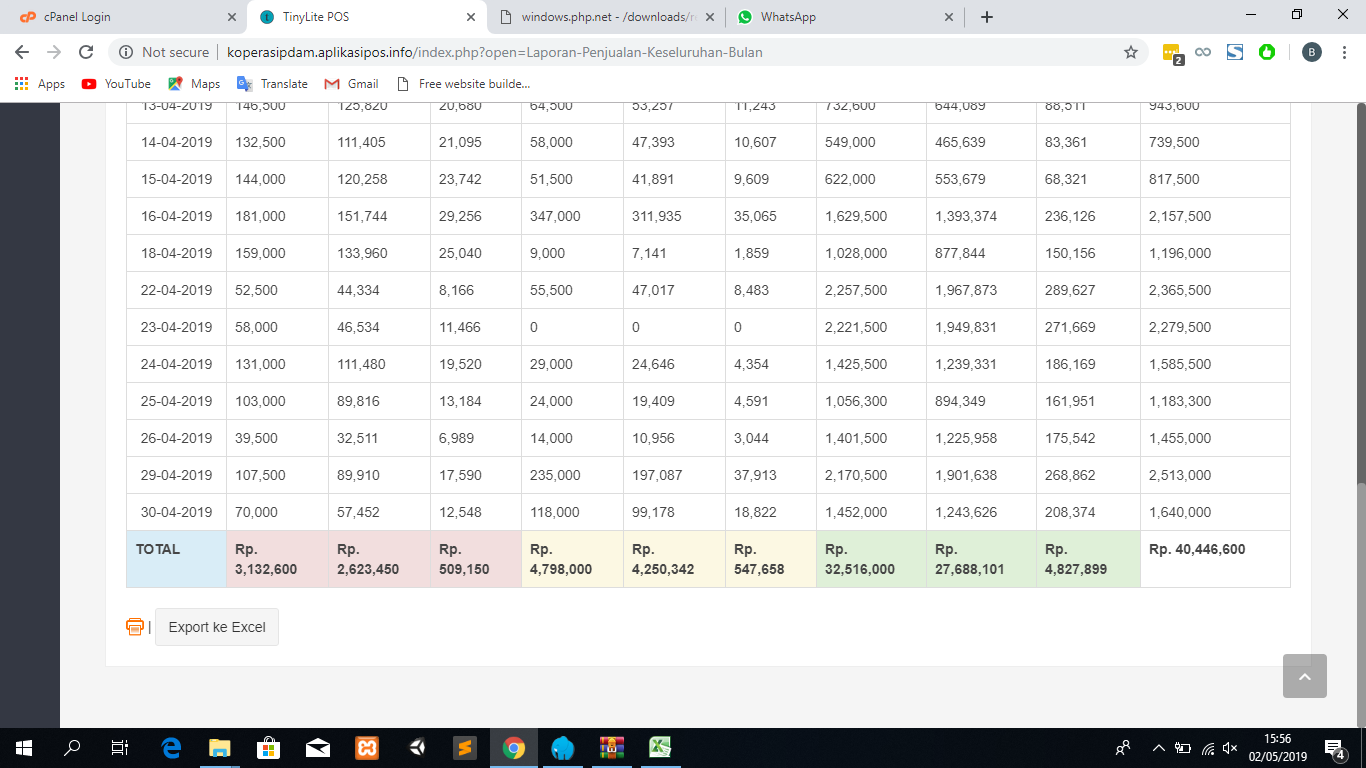 cPanel Login
TinyLite POS
windows.php.net - /downloads/r
WhatsApp
Not secure | koperasipdam.aplikasipos.info/index.php?open=Laporan-Penjualan-Keseluruhan-Bulan
2
B
Apps YouTube Maps Translate Gmail Free website builde...
13-04-2019 146,500 125,820 20,680 64,500 53,257 11,243 732,600 644,089 88,511 943,600
14-04-2019 132,500 111,405 21,095 58,000 47,393 10,607 549,000 465,639 83,361 739,500
15-04-2019 144,000 120,258 23,742 51,500 41,891 9,609 622,000 553,679 68,321 817,500
16-04-2019 181,000 151,744 29,256 347,000 311,935 35,065 1,629,500 1,393,374 236,126 2,157,500
18-04-2019 159,000 133,960 25,040 9,000 7,141 1,859 1,028,000 877,844 150,156 1,196,000
22-04-2019 52,500 44,334 8,166 55,500 47,017 8,483 2,257,500 1,967,873 289,627 2,365,500
23-04-2019 58,000 46,534 11,466 0 0 0 2,221,500 1,949,831 271,669 2,279,500
24-04-2019 131,000 111,480 19,520 29,000 24,646 4,354 1,425,500 1,239,331 186,169 1,585,500
25-04-2019 103,000 89,816 13,184 24,000 19,409 4,591 1,056,300 894,349 161,951 1,183,300
26-04-2019 39,500 32,511 6,989 14,000 10,956 3,044 1,401,500 1,225,958 175,542 1,455,000
29-04-2019 107,500 89,910 17,590 235,000 197,087 37,913 2,170,500 1,901,638 268,862 2,513,000
30-04-2019 70,000 57,452 12,548 118,000 99,178 18,822 1,452,000 1,243,626 208,374 1,640,000
TOTAL Rp. Rp. Rp. Rp. Rp. Rp. Rp. Rp. Rp. Rp. 40,446,600
3,132,600 2,623,450 509,150 4,798,000 4,250,342 547,658 32,516,000 27,688,101 4,827,899
| Export ke Excel
15:56
02/05/2019
4